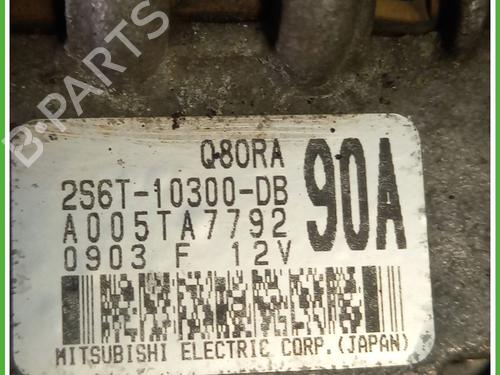 B-PARTS
Q80RA
2S6T-10300-DB
90A
A005TA7792
0903 F 12V
MITSUBISHI ELECTRIC CORP.(JAPAN)